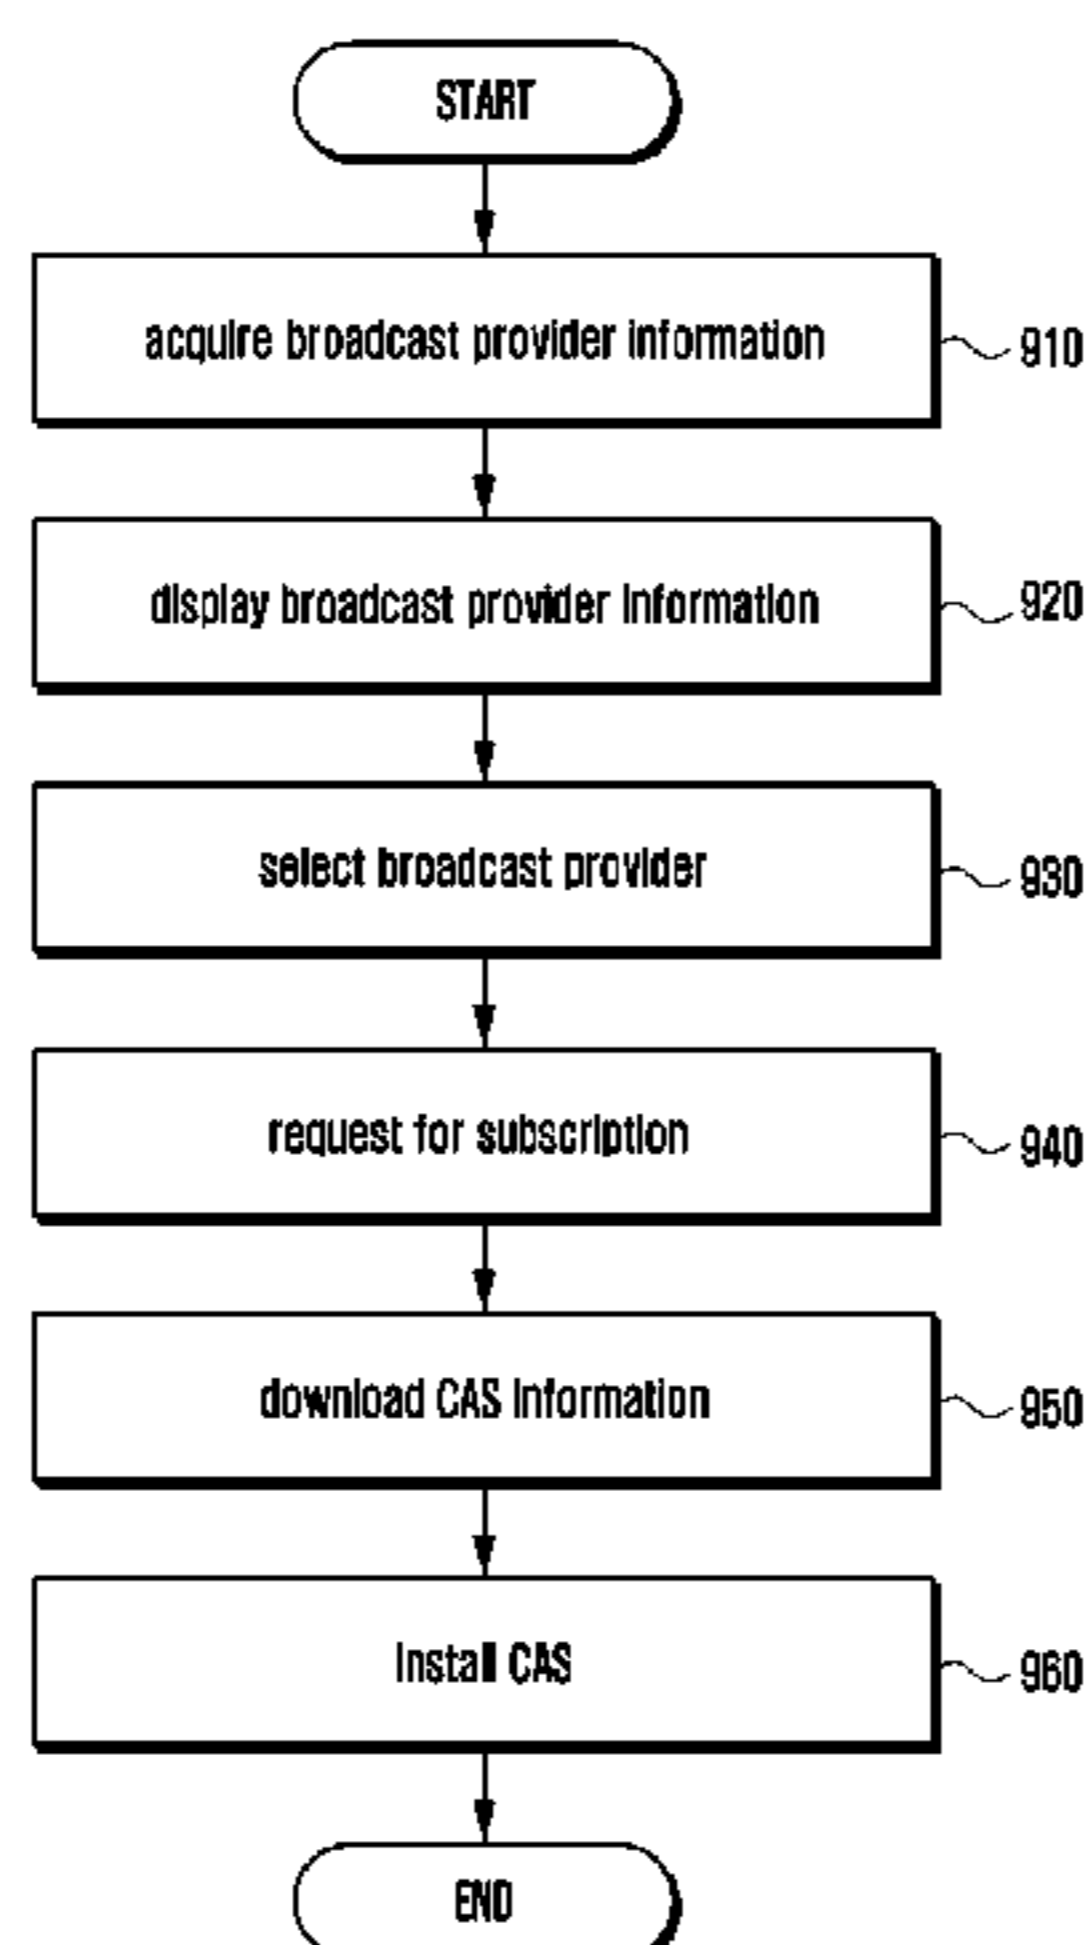 START
acquire broadcast provider information
910
display broadcast provider information
920
select broadcast provider
930
request for subscription
940
download CAS information
950
install CAS
960
END